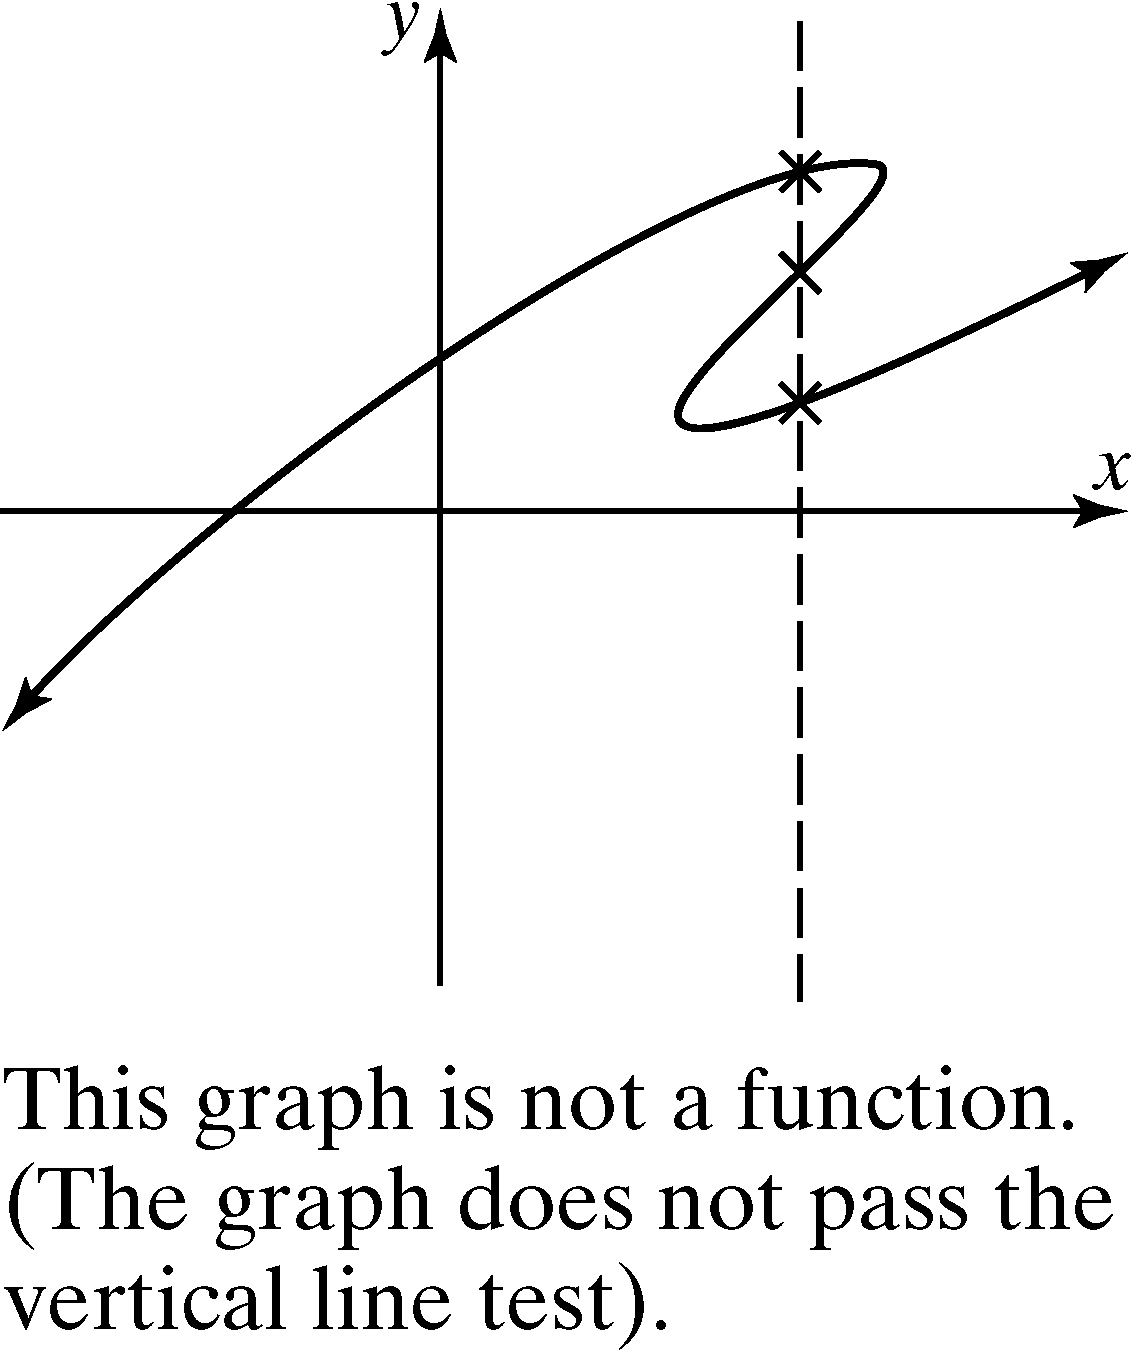 y
x
This graph is not a function.
(The graph does not pass the
vertical line test).